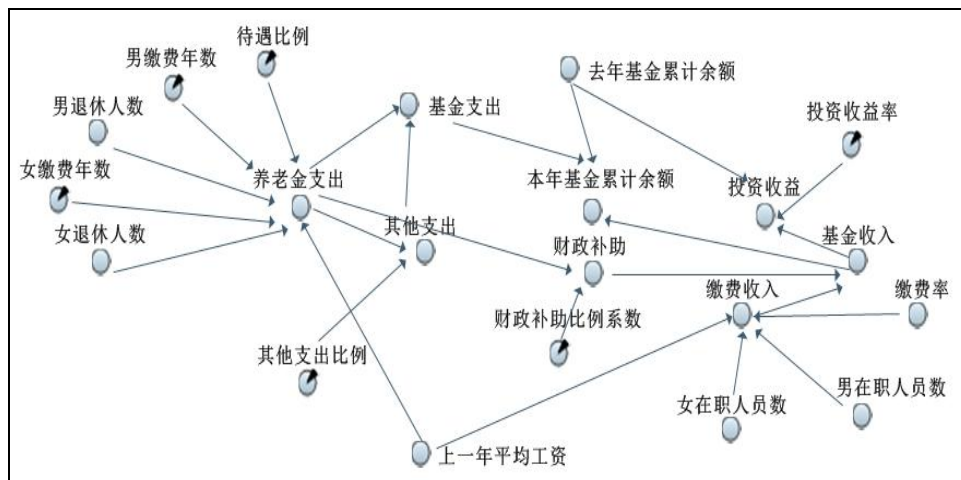 待遇比例
男缴费年数
去年基金累计余额
男退休人数
基金支出
投资收益率
女缴费年数
养老金支出
本年基金累计余额
投资收益
女退休人数
其他支出
财政补助
基金收入
缴费收入
缴费率
财政补助比例系数
其他支出比例
女在职人员数
男在职人员数
上一年平均工资